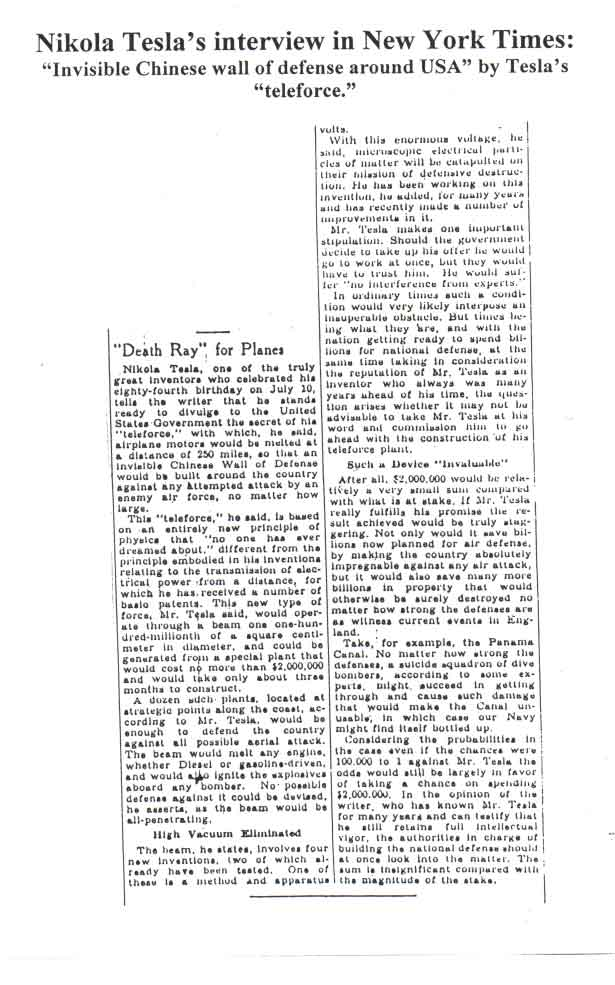 Nikola Tesla's interview in New York Times:
"Invisible Chinese wall of defense around USA" by Tesla's
"teleforce."
"Death Ray" for Planes
Nikola Tesla, one of the truly
great inventors who celebrated his
eighty-fourth birthday on July 10,
tells the writer that he stands
ready to divulge to the United
States Government the secret of his
"teleforce," with which, he said,
airplane motors would be melted at
a distance of 250 miles, so that an
invisible Chinese Wall of Defense
would be built around the country
against any attempted attack by an
enemy air force, no matter how
large.
This "teleforce," he said, is based
on an entirely new principle of
physics that "no one has ever
dreamed about," different from the
principle embodied in his inventions
relating to the transmission of elec-
trical power from a distance, for
which he has received a number of
basic patents. This new type of
force, Mr. Tesla said, would oper-
ate through a beam one one-hun-
dred-millionth of a square centi-
meter in diameter, and could be
generated from a special plant that
would cost no more than $2,000,000
and would take only about three
months to construct.
A dozen such plants, located at
strategic points along the coast, ac-
cording to Mr. Tesla, would be
enough to defend the country
against all possible aerial attack.
The beam would melt any engine,
whether Diesel or gasoline-driven,
and would also ignite the explosives
aboard any bomber. No possible
defense against it could be devised,
he asserts, as the beam would be
all-penetrating.
High Vacuum Eliminated
The beam, he states, involves four
new inventions, two of which al-
ready have been tested. One of
these is a method and apparatus
volts.
With this enormous voltage, he
said, microscopic electrical parti-
cles of matter will be catapulted on
their mission of defensive destruc-
tion. He has been working on this
invention, he added, for many years
and has recently made a number of
improvements in it.
Mr. Tesla makes one important
stipulation. Should the government
decide to take up his offer he would
go to work at once, but they would
have to trust him. He would suf-
fer "no interference from experts."
In ordinary times such a condi-
tion would very likely interpose an
insuperable obstacle. But times be-
ing what they are, and with the
nation getting ready to spend bil-
lions for national defense, at the
same time taking in consideration
the reputation of Mr. Tesla as an
inventor who always was many
years ahead of his time, the ques-
tion arises whether it may not be
advisable to take Mr. Tesla at his
word and commission him to go
ahead with the construction of his
teleforce plant.
Such a Device "Invaluable"
After all, $2,000,000 would be rela-
tively a very small sum compared
with what is at stake. If Mr. Tesla
really fulfills his promise the re-
sult achieved would be truly stag-
gering. Not only would it save bil-
lions now planned for air defense,
by making the country absolutely
impregnable against any air attack,
but it would also save many more
billions in property that would
otherwise be surely destroyed no
matter how strong the defenses are
as witness current events in Eng-
land.
Take, for example, the Panama
Canal. No matter how strong the
defenses, a suicide squadron of dive
bombers, according to some ex-
perts, might succeed in getting
through and cause such damage
that would make the Canal un-
usable, in which case our Navy
might find itself bottled up.
Considering the probabilities in
the case even if the chances were
100,000 to 1 against Mr. Tesla the
odds would still be largely in favor
of taking a chance on spending
$2,000,000. In the opinion of the
writer, who has known Mr. Tesla
for many years and can testify that
he still retains full intellectual
vigor, the authorities in charge of
building the national defense should
at once look into the matter. The
sum is insignificant compared with
the magnitude of the stake.